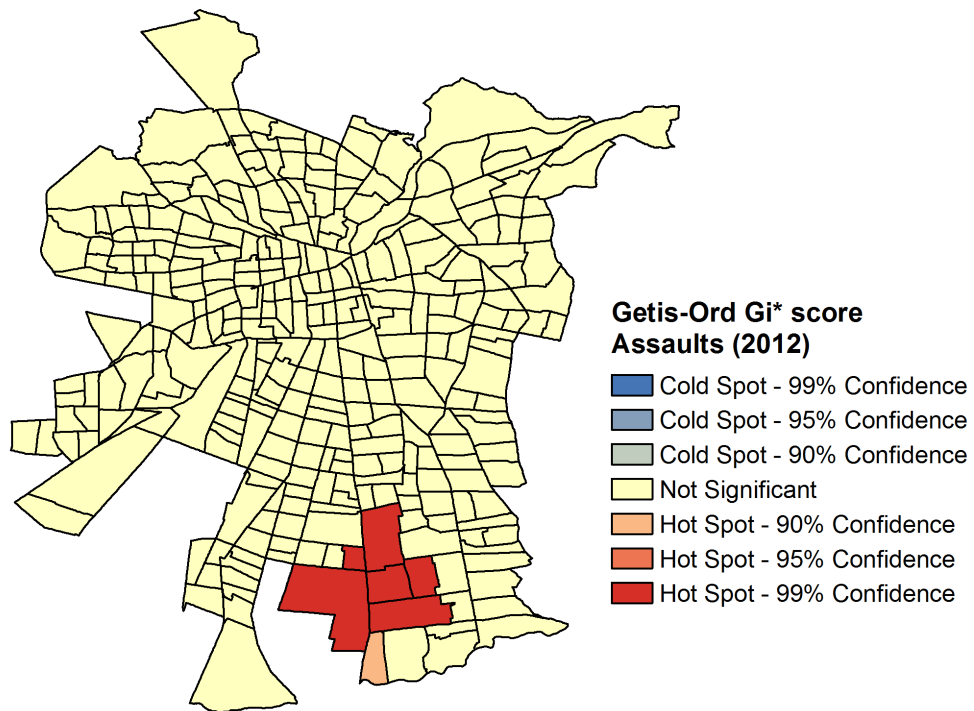 Getis-Ord Gi* score
Assaults (2012)
Cold Spot - 99% Confidence
Cold Spot - 95% Confidence
Cold Spot - 90% Confidence
Not Significant
Hot Spot - 90% Confidence
Hot Spot - 95% Confidence
Hot Spot - 99% Confidence